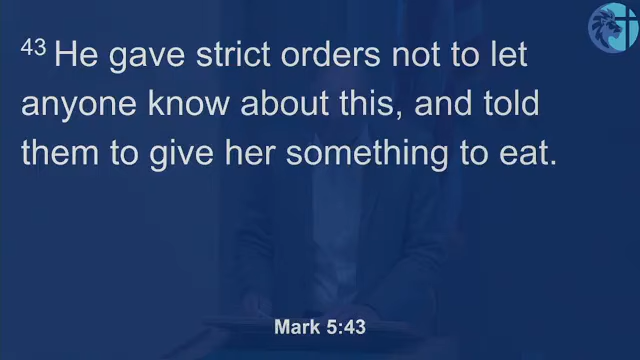 43 He gave strict orders not to let
anyone know about this, and told
them to give her something to eat.
Mark 5:43